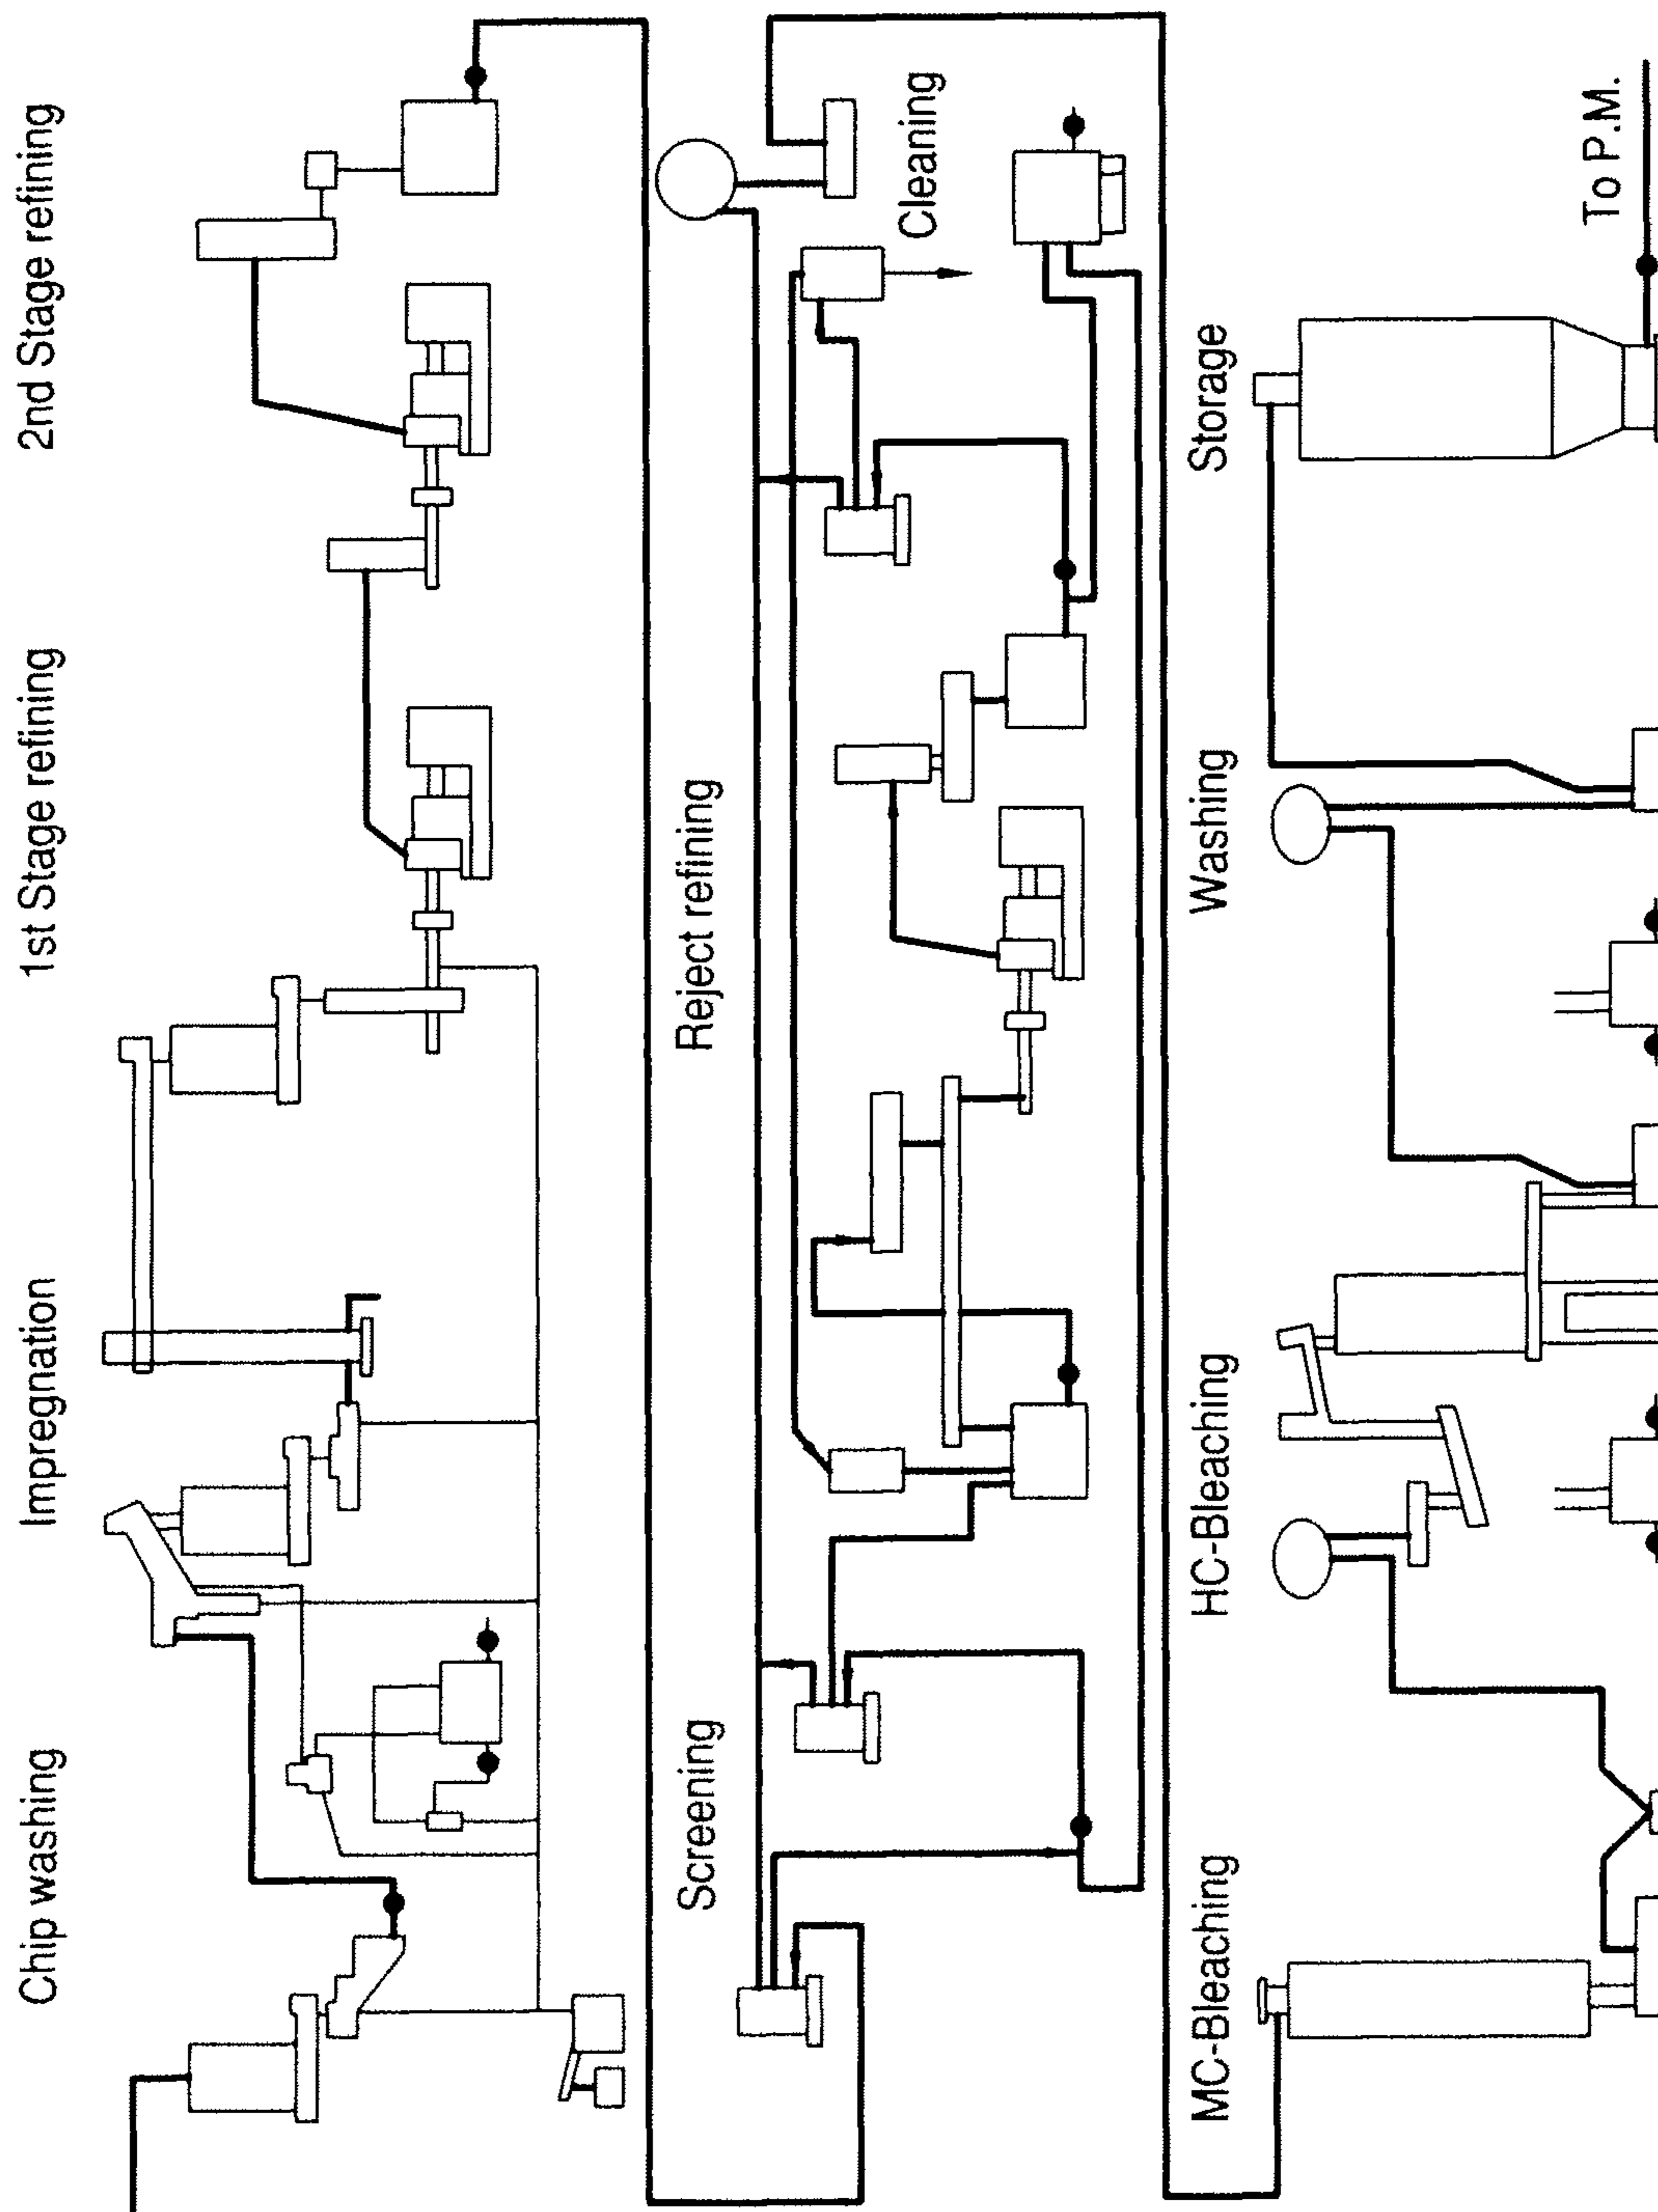 Chip washing
Impregnation
1st Stage refining
2nd Stage refining
Screening
Reject refining
Cleaning
MC-Bleaching
HC-Bleaching
Washing
Storage
To P.M.